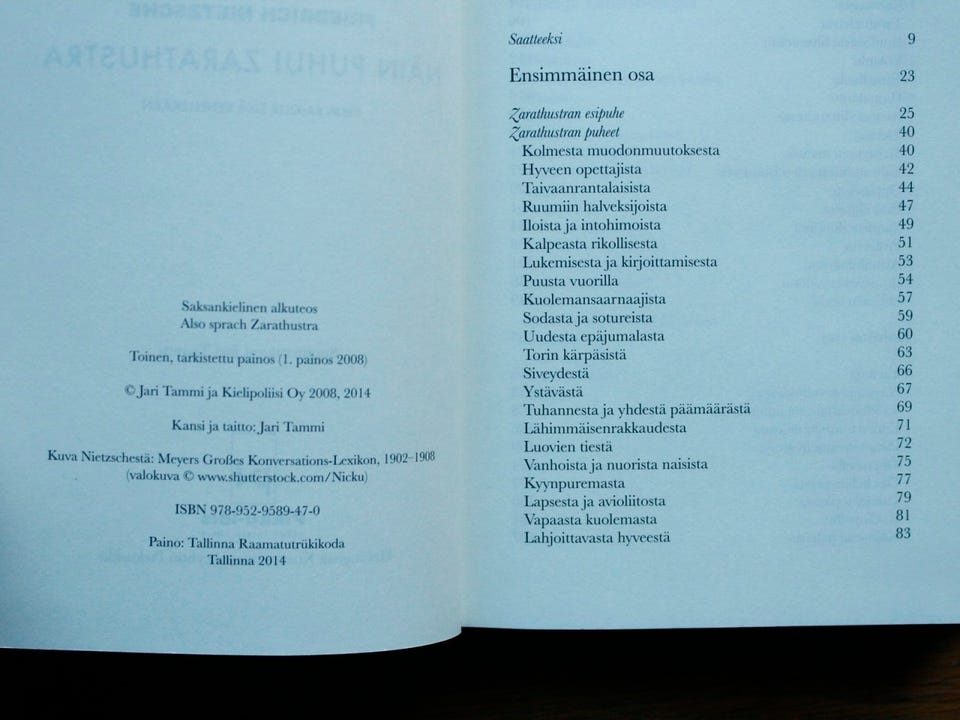 Saksankielinen alkuteos
Also sprach Zarathustra
Toinen, tarkistettu painos (1. painos 2008)
© Jari Tammi ja Kielipoliisi Oy 2008, 2014
Kansi ja taitto: Jari Tammi
Kuva Nietzschestä: Meyers Großes Konversations-Lexikon, 1902–1908
(valokuva © www.shutterstock.com/Nicku)
ISBN 978-952-9589-47-0
Paino: Tallinna Raamatutrükikoda
Tallinna 2014
Saatteeksi 9
Ensimmäinen osa 23
Zarathustran esipuhe 25
Zarathustran puheet 40
Kolmesta muodonmuutoksesta 40
Hyveen opettajista 42
Taivaanrantalaisista 44
Ruumiin halveksijoista 47
Iloista ja intohimoista 49
Kalpeasta rikollisesta 51
Lukemisesta ja kirjoittamisesta 53
Puusta vuorilla 54
Kuolemansaarnaajista 57
Sodasta ja sotureista 59
Uudesta epäjumalasta 60
Torin kärpäsistä 63
Siveydestä 66
Ystävästä 67
Tuhannesta ja yhdestä päämäärästä 69
Lähimmäisenrakkaudesta 71
Luovien tiestä 72
Vanhoista ja nuorista naisista 75
Kyynpuremasta 77
Lapsesta ja avioliitosta 79
Vapaasta kuolemasta 81
Lahjoittavasta hyveestä 83